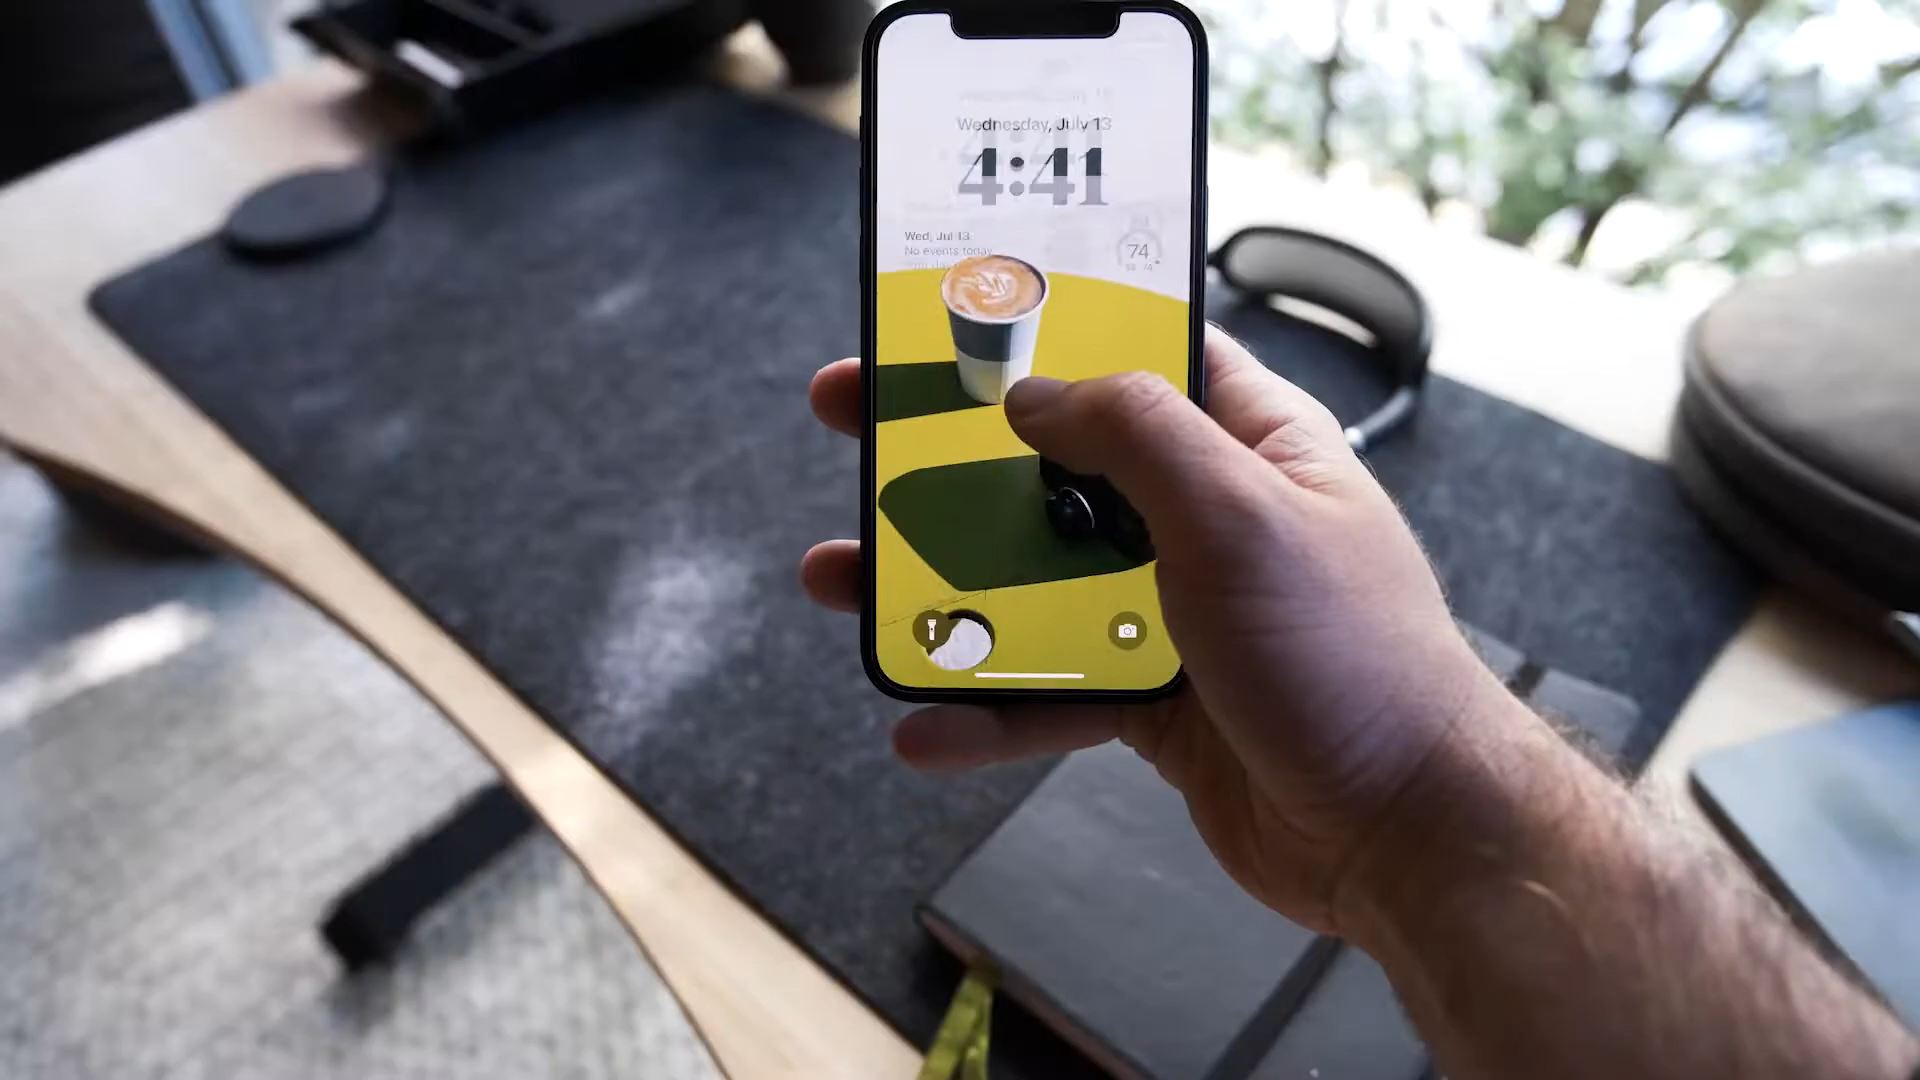 Wednesday, July 13
4:41
Wed, Jul 13
No events today
74